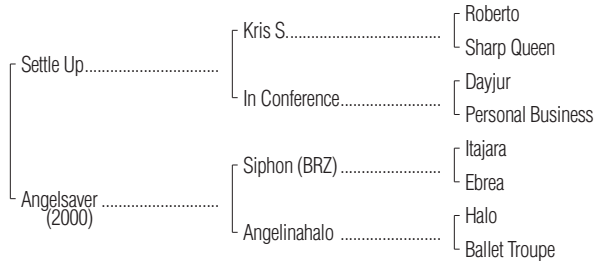 Roberto
Kris S.
Sharp Queen
Settle Up
Dayjur
In Conference
Personal Business
Itajara
Siphon (BRZ)
Ebrea
Angelsaver
(2000)
Halo
Angelinahalo
Ballet Troupe